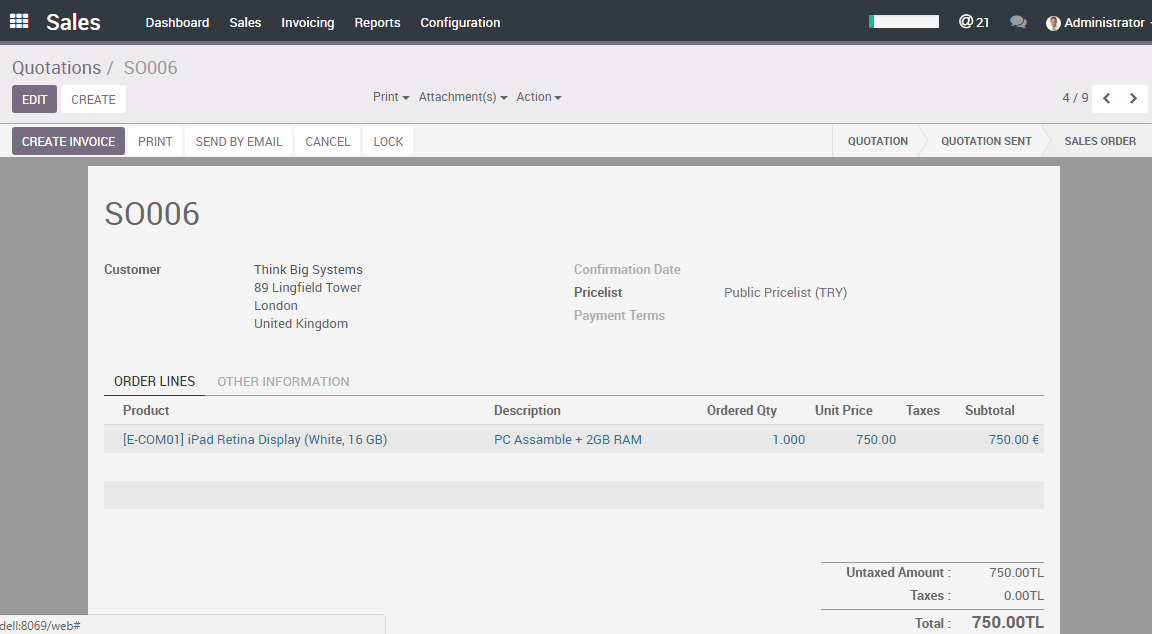 Sales Dashboard Sales Invoicing Reports Configuration @21 Administrator
Quotations / SO006
EDIT CREATE Print Attachment(s) Action 4 / 9
CREATE INVOICE PRINT SEND BY EMAIL CANCEL LOCK QUOTATION QUOTATION SENT SALES ORDER
SO006
Customer Think Big Systems Confirmation Date
89 Lingfield Tower Pricelist Public Pricelist (TRY)
London Payment Terms
United Kingdom
ORDER LINES OTHER INFORMATION
Product Description Ordered Qty Unit Price Taxes Subtotal
[E-COM01] iPad Retina Display (White, 16 GB) PC Assamble + 2GB RAM 1.000 750.00 750.00 €
Untaxed Amount : 750.00TL
Taxes : 0.00TL
Total : 750.00TL
dell:8069/web#